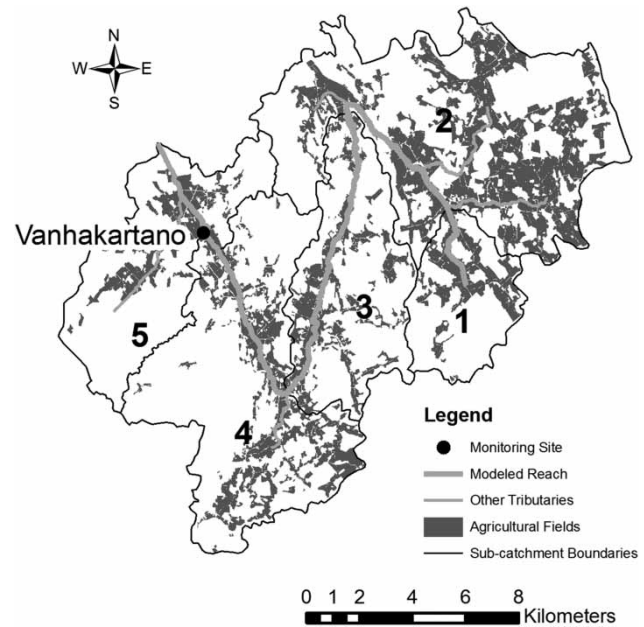 N
W E
S
2
Vanhakartano
3
1
5
4
Legend
Monitoring Site
Modeled Reach
Other Tributaries
Agricultural Fields
Sub-catchment Boundaries
0 1 2 4 6 8
Kilometers